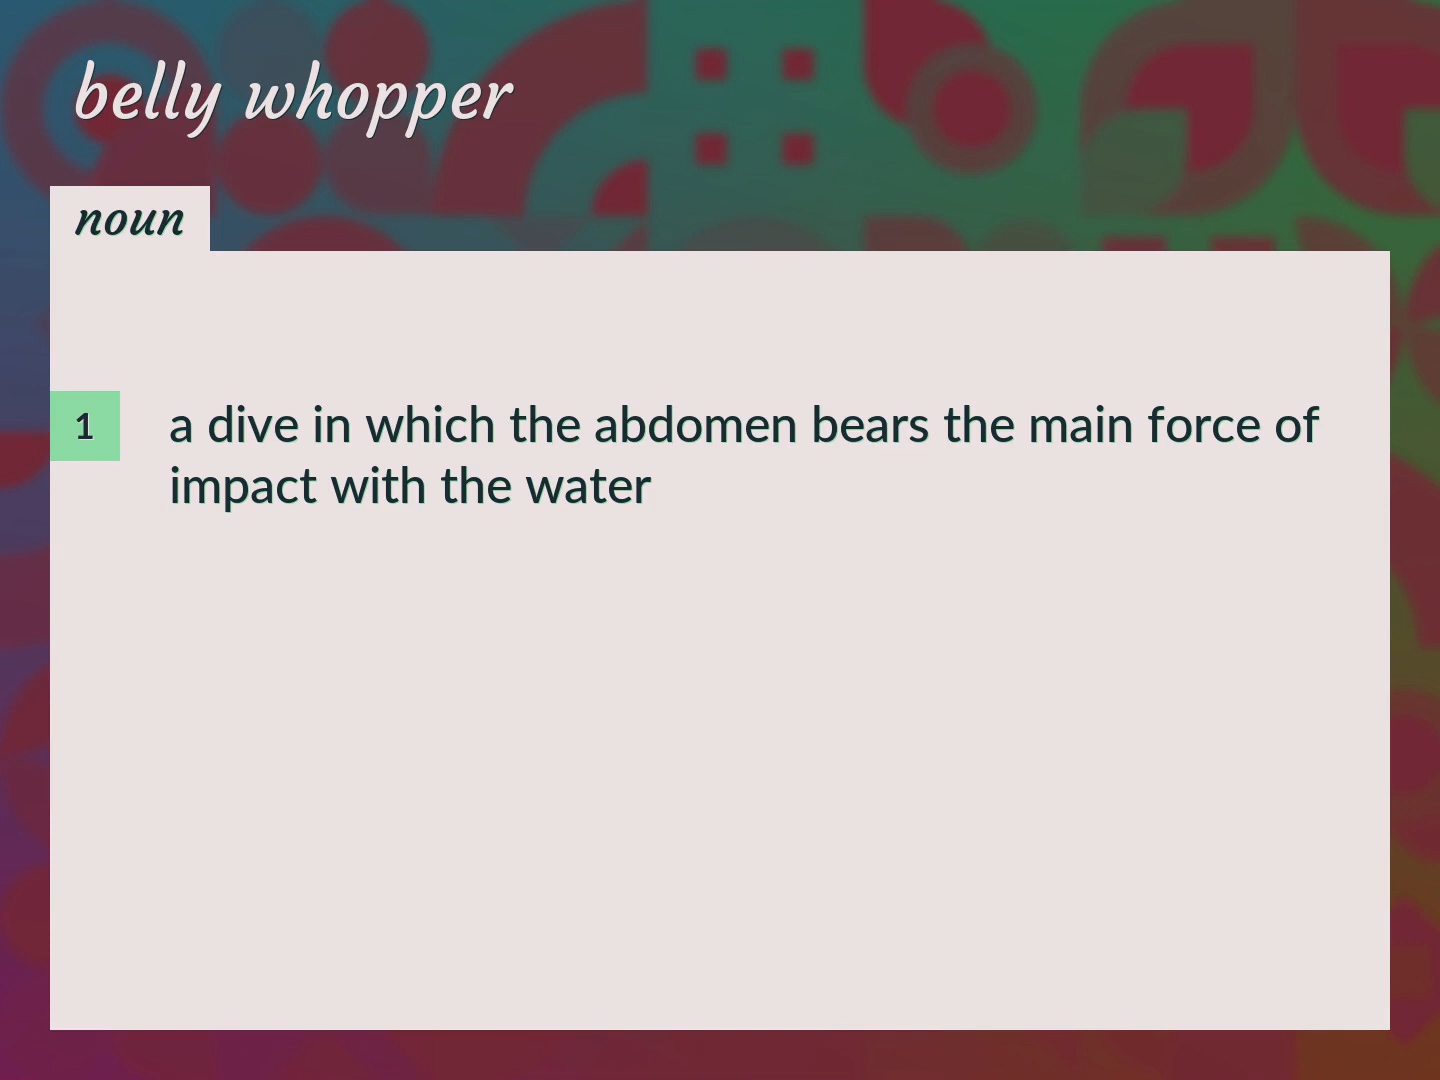 belly whopper
noun
1
a dive in which the abdomen bears the main force of
impact with the water